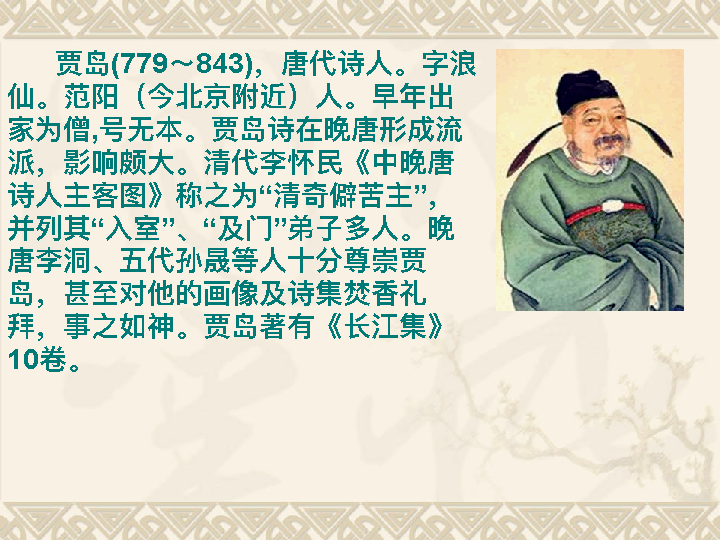 贾岛(779～843)，唐代诗人。字浪
仙。范阳（今北京附近）人。早年出
家为僧,号无本。贾岛诗在晚唐形成流
派，影响颇大。清代李怀民《中晚唐
诗人主客图》称之为“清奇僻苦主”，
并列其“入室”、“及门”弟子多人。晚
唐李洞、五代孙晟等人十分尊崇贾
岛，甚至对他的画像及诗集焚香礼
拜，事之如神。贾岛著有《长江集》
10卷。